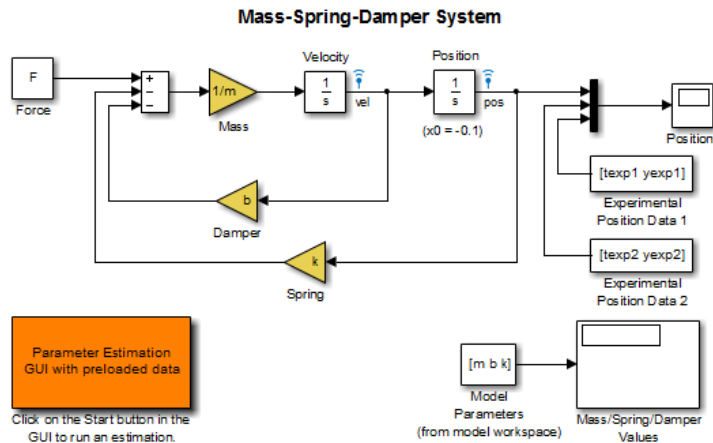 Mass-Spring-Damper System
Velocity
Position
F
+
−
−
1/m
1
s
vel
1
s
pos
Force
Mass
(x0 = -0.1)
Position
[texp1 yexp1]
b
Experimental
Position Data 1
Damper
k
[texp2 yexp2]
Spring
Experimental
Position Data 2
Parameter Estimation
GUI with preloaded data
[m b k]
Model
Parameters
(from model workspace)
Click on the Start button in the
GUI to run an estimation.
Mass/Spring/Damper
Values